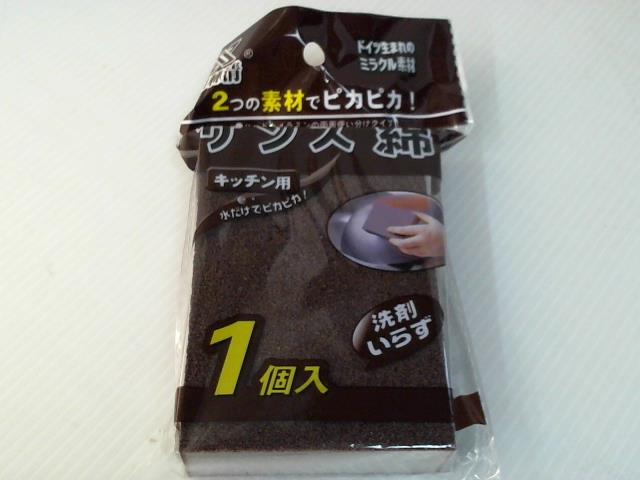 ドイツ生まれの
ミラクル素材
2つの素材でピカピカ!
キッチン用
水だけでピカピカ!
洗剤
いらず
1個入